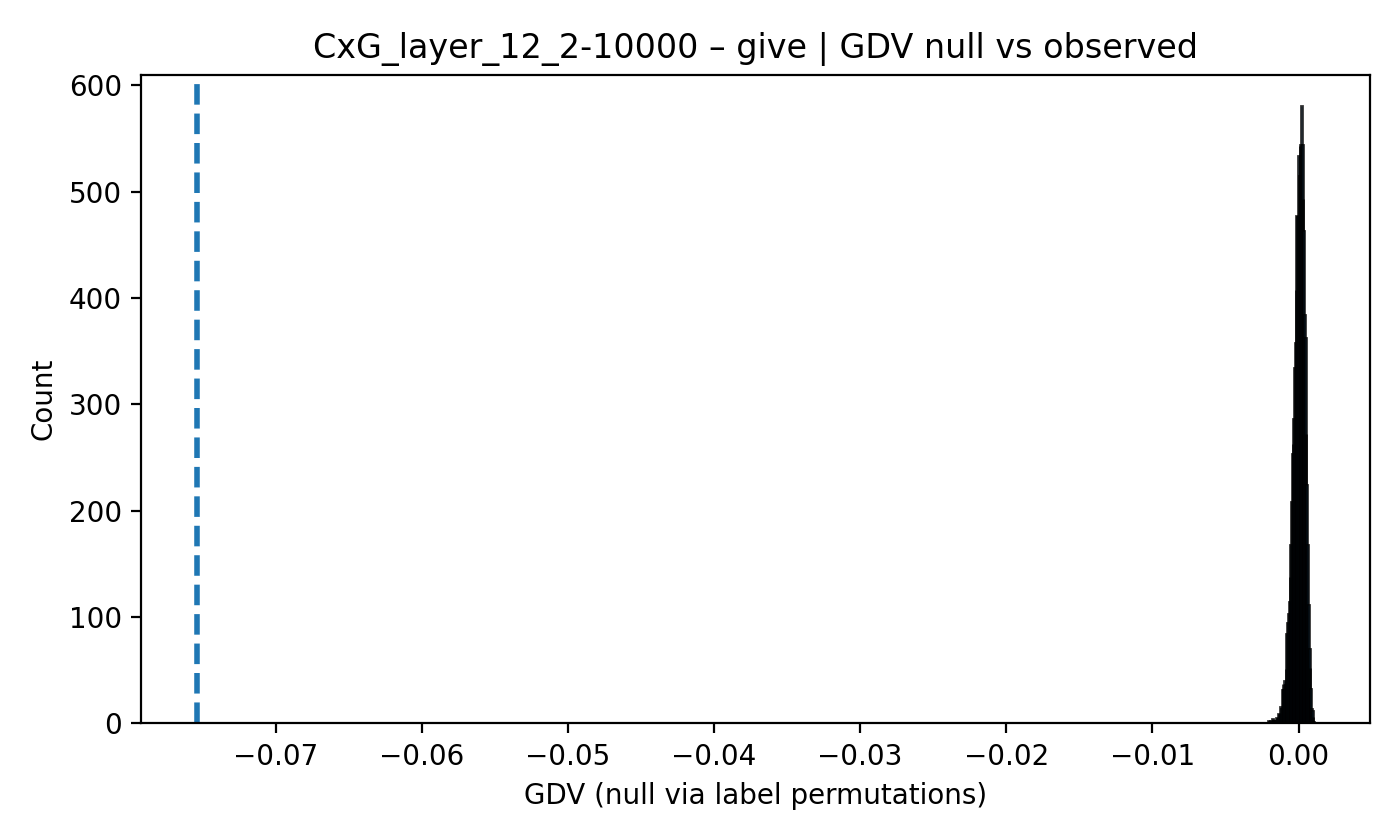 CxG_layer_12_2-10000 – give | GDV null vs observed
600
500
400
300
200
100
0
Count
−0.07 −0.06 −0.05 −0.04 −0.03 −0.02 −0.01 0.00
GDV (null via label permutations)